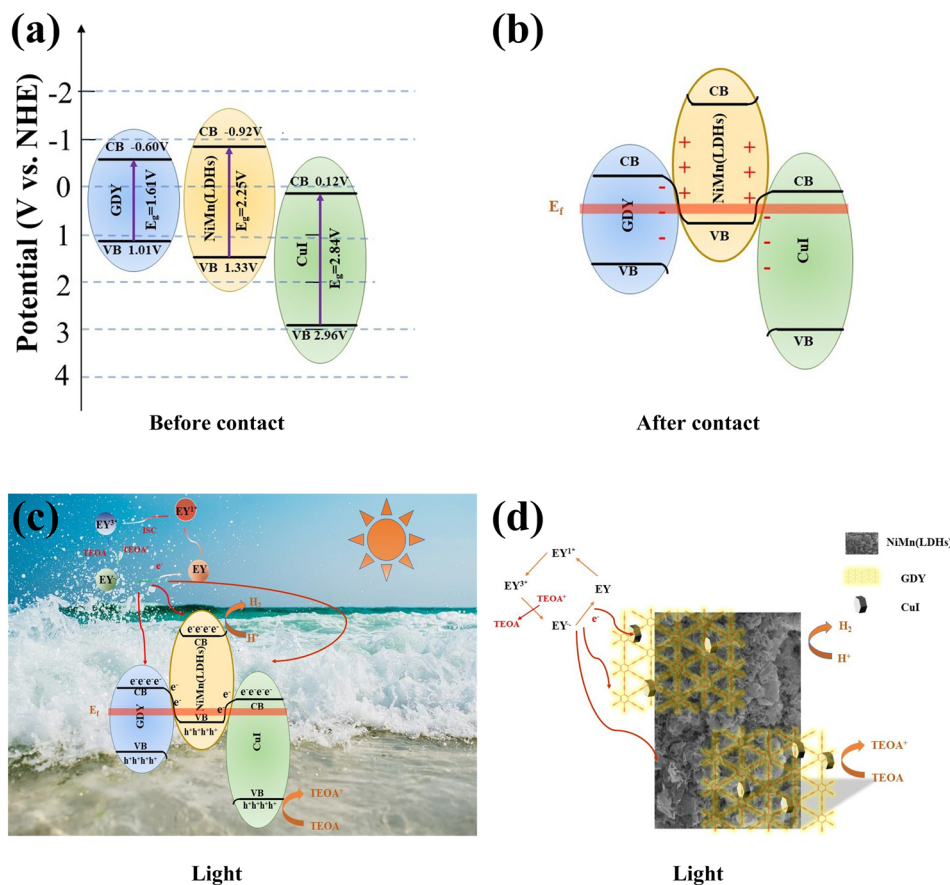 (a)
Potential (V vs. NHE)
-2
-1
0
1
2
3
4
CB -0.60V
GDY
Eg=1.61V
VB 1.01V
CB -0.92V
NiMn(LDHs)
Eg=2.25V
VB 1.33V
CB 0.12V
CuI
Eg=2.84V
VB 2.96V
Before contact
(b)
CB
NiMn(LDHs)
VB
CB
GDY
VB
CB
CuI
VB
Ef
+
+
+
+
+
+
-
-
-
-
-
-
After contact
(c)
EY³⁺
ISC
EY¹⁺
TEOA
TEOA⁺
EY⁻
e⁻
EY
H₂
H⁺
e⁻e⁻e⁻e⁻
CB
NiMn(LDHs)
VB
h⁺h⁺h⁺h⁺
e⁻e⁻e⁻e⁻
CB
GDY
VB
h⁺h⁺h⁺h⁺
e⁻
e⁻
e⁻
e⁻
e⁻e⁻e⁻e⁻
CB
CuI
VB
h⁺h⁺h⁺h⁺
Ef
TEOA⁺
TEOA
Light
(d)
EY¹⁺
EY³⁺
EY
TEOA⁺
TEOA
EY⁻
e⁻
NiMn(LDHs)
GDY
CuI
H₂
H⁺
TEOA⁺
TEOA
Light